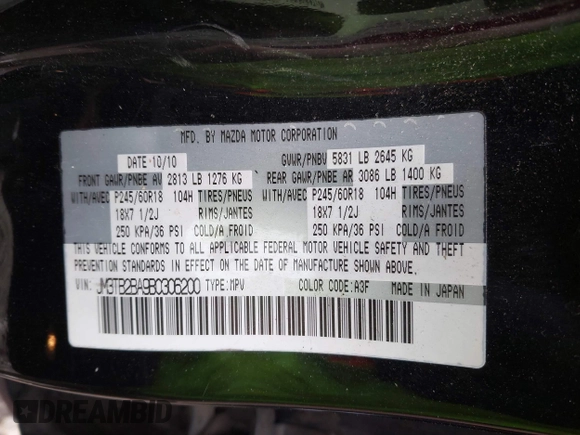 MFD. BY MAZDA MOTOR CORPORATION
DATE 10/10 GVWR/PNBV 5831 LB 2645 KG
FRONT GAWR/PNBE AV 2813 LB 1276 KG REAR GAWR/PNBE AR 3086 LB 1400 KG
WITH/AVEC P245/60R18 104H TIRES/PNEUS WITH/AVEC P245/60R18 104H TIRES/PNEUS
18X7 1/2J RIMS/JANTES 18X7 1/2J RIMS/JANTES
250 KPA/36 PSI COLD/A FROID 250 KPA/36 PSI COLD/A FROID
THIS VEHICLE CONFORMS TO ALL APPLICABLE FEDERAL MOTOR VEHICLE SAFETY AND THEFT
PREVENTION STANDARDS IN EFFECT ON THE DATE OF MANUFACTURE SHOWN ABOVE.
VIN: JM3TB2BA9BC306200 TYPE: MPV COLOR CODE: A3F MADE IN JAPAN
DREAMBID